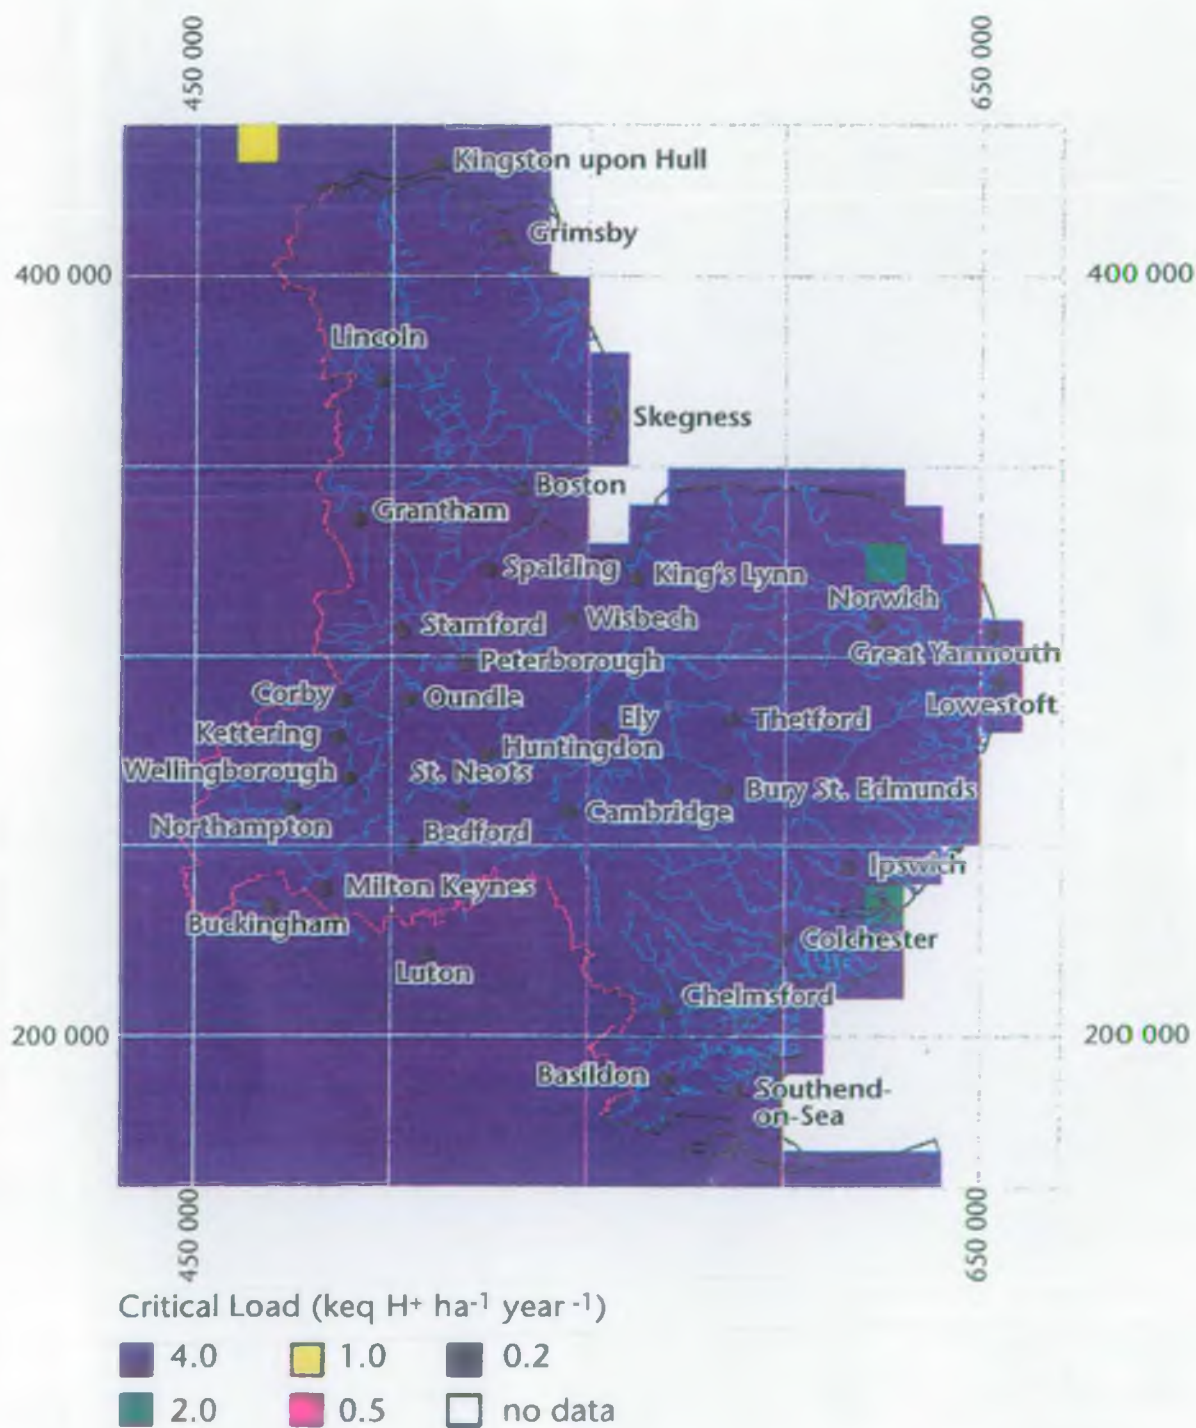 450 000
650 000
Kingston upon Hull
Grimsby
400 000
400 000
Lincoln
Skegness
Boston
Grantham
Spalding
King's Lynn
Norwich
Stamford
Wisbech
Great Yarmouth
Peterborough
Corby
Oundle
Lowestoft
Ely
Thetford
Kettering
Huntingdon
Wellingborough
St. Neots
Bury St. Edmunds
Cambridge
Northampton
Bedford
Ipswich
Milton Keynes
Buckingham
Colchester
Luton
Chelmsford
200 000
200 000
Basildon
Southend-
on-Sea
450 000
650 000
Critical Load (keq H+ ha-1 year -1)
4.0
1.0
0.2
2.0
0.5
no data